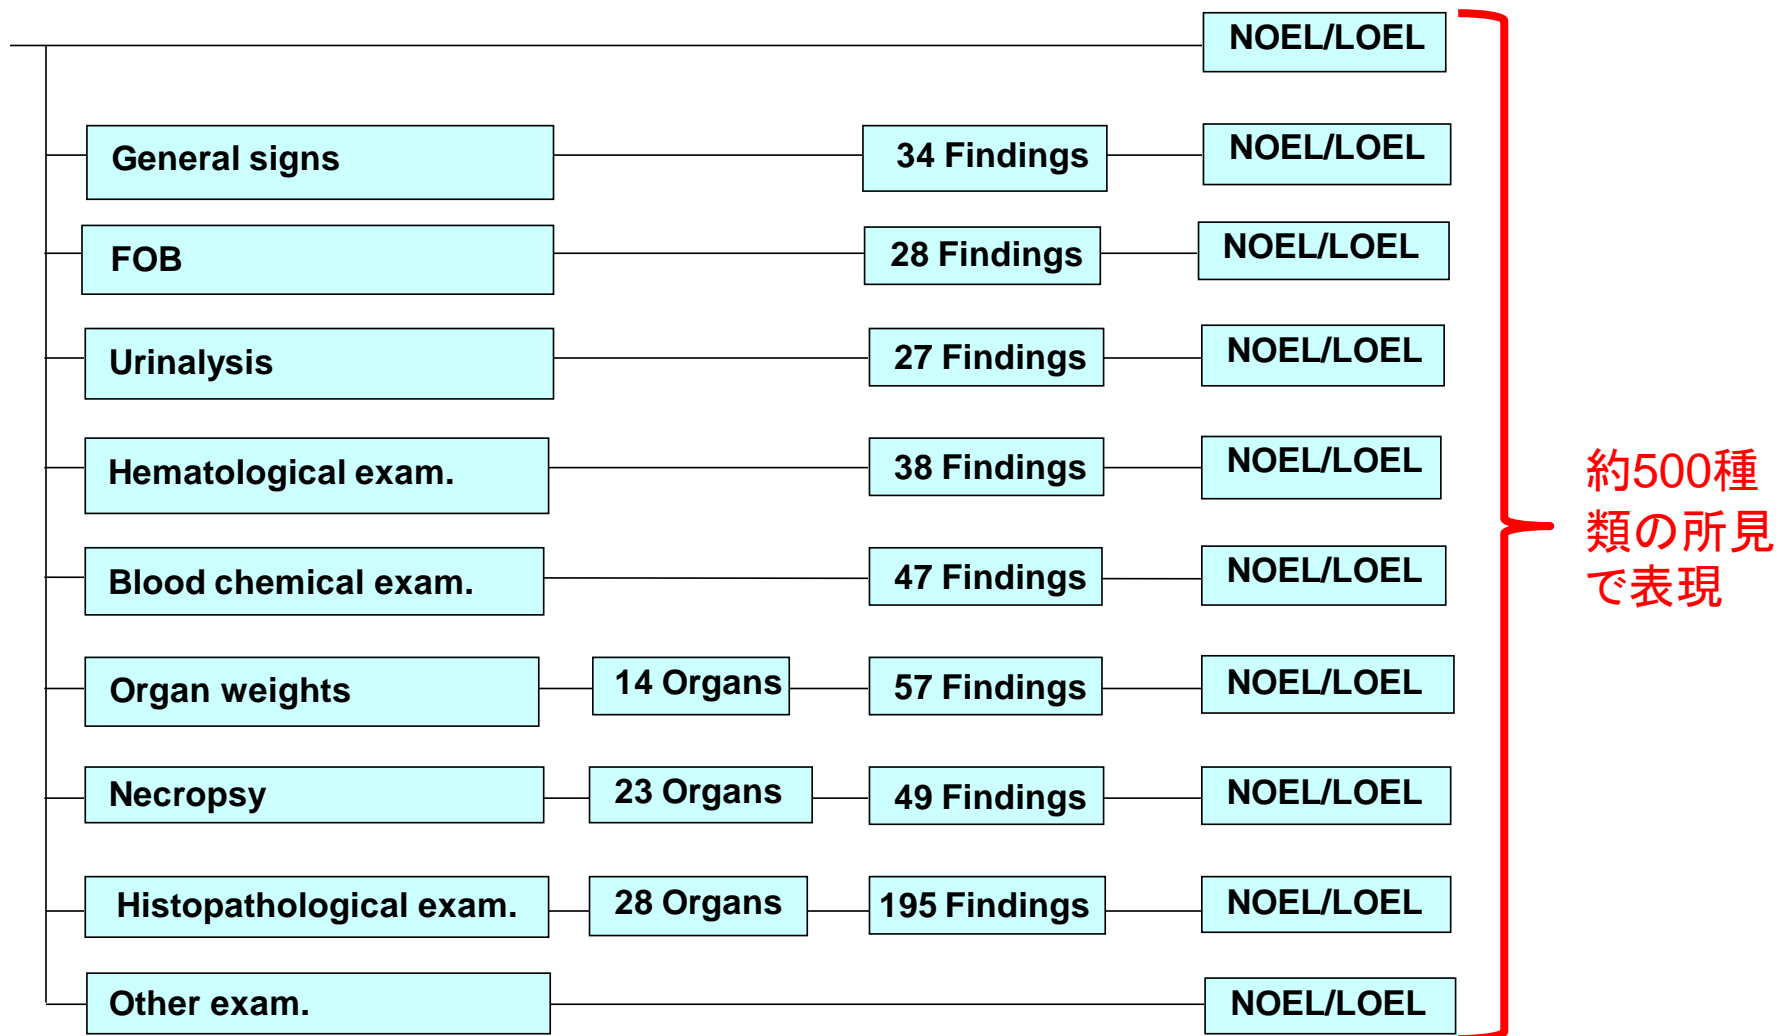 NOEL/LOEL
General signs
34 Findings
NOEL/LOEL
FOB
28 Findings
NOEL/LOEL
Urinalysis
27 Findings
NOEL/LOEL
Hematological exam.
38 Findings
NOEL/LOEL
Blood chemical exam.
47 Findings
NOEL/LOEL
Organ weights
14 Organs
57 Findings
NOEL/LOEL
Necropsy
23 Organs
49 Findings
NOEL/LOEL
Histopathological exam.
28 Organs
195 Findings
NOEL/LOEL
Other exam.
NOEL/LOEL
約500種
類の所見
で表現